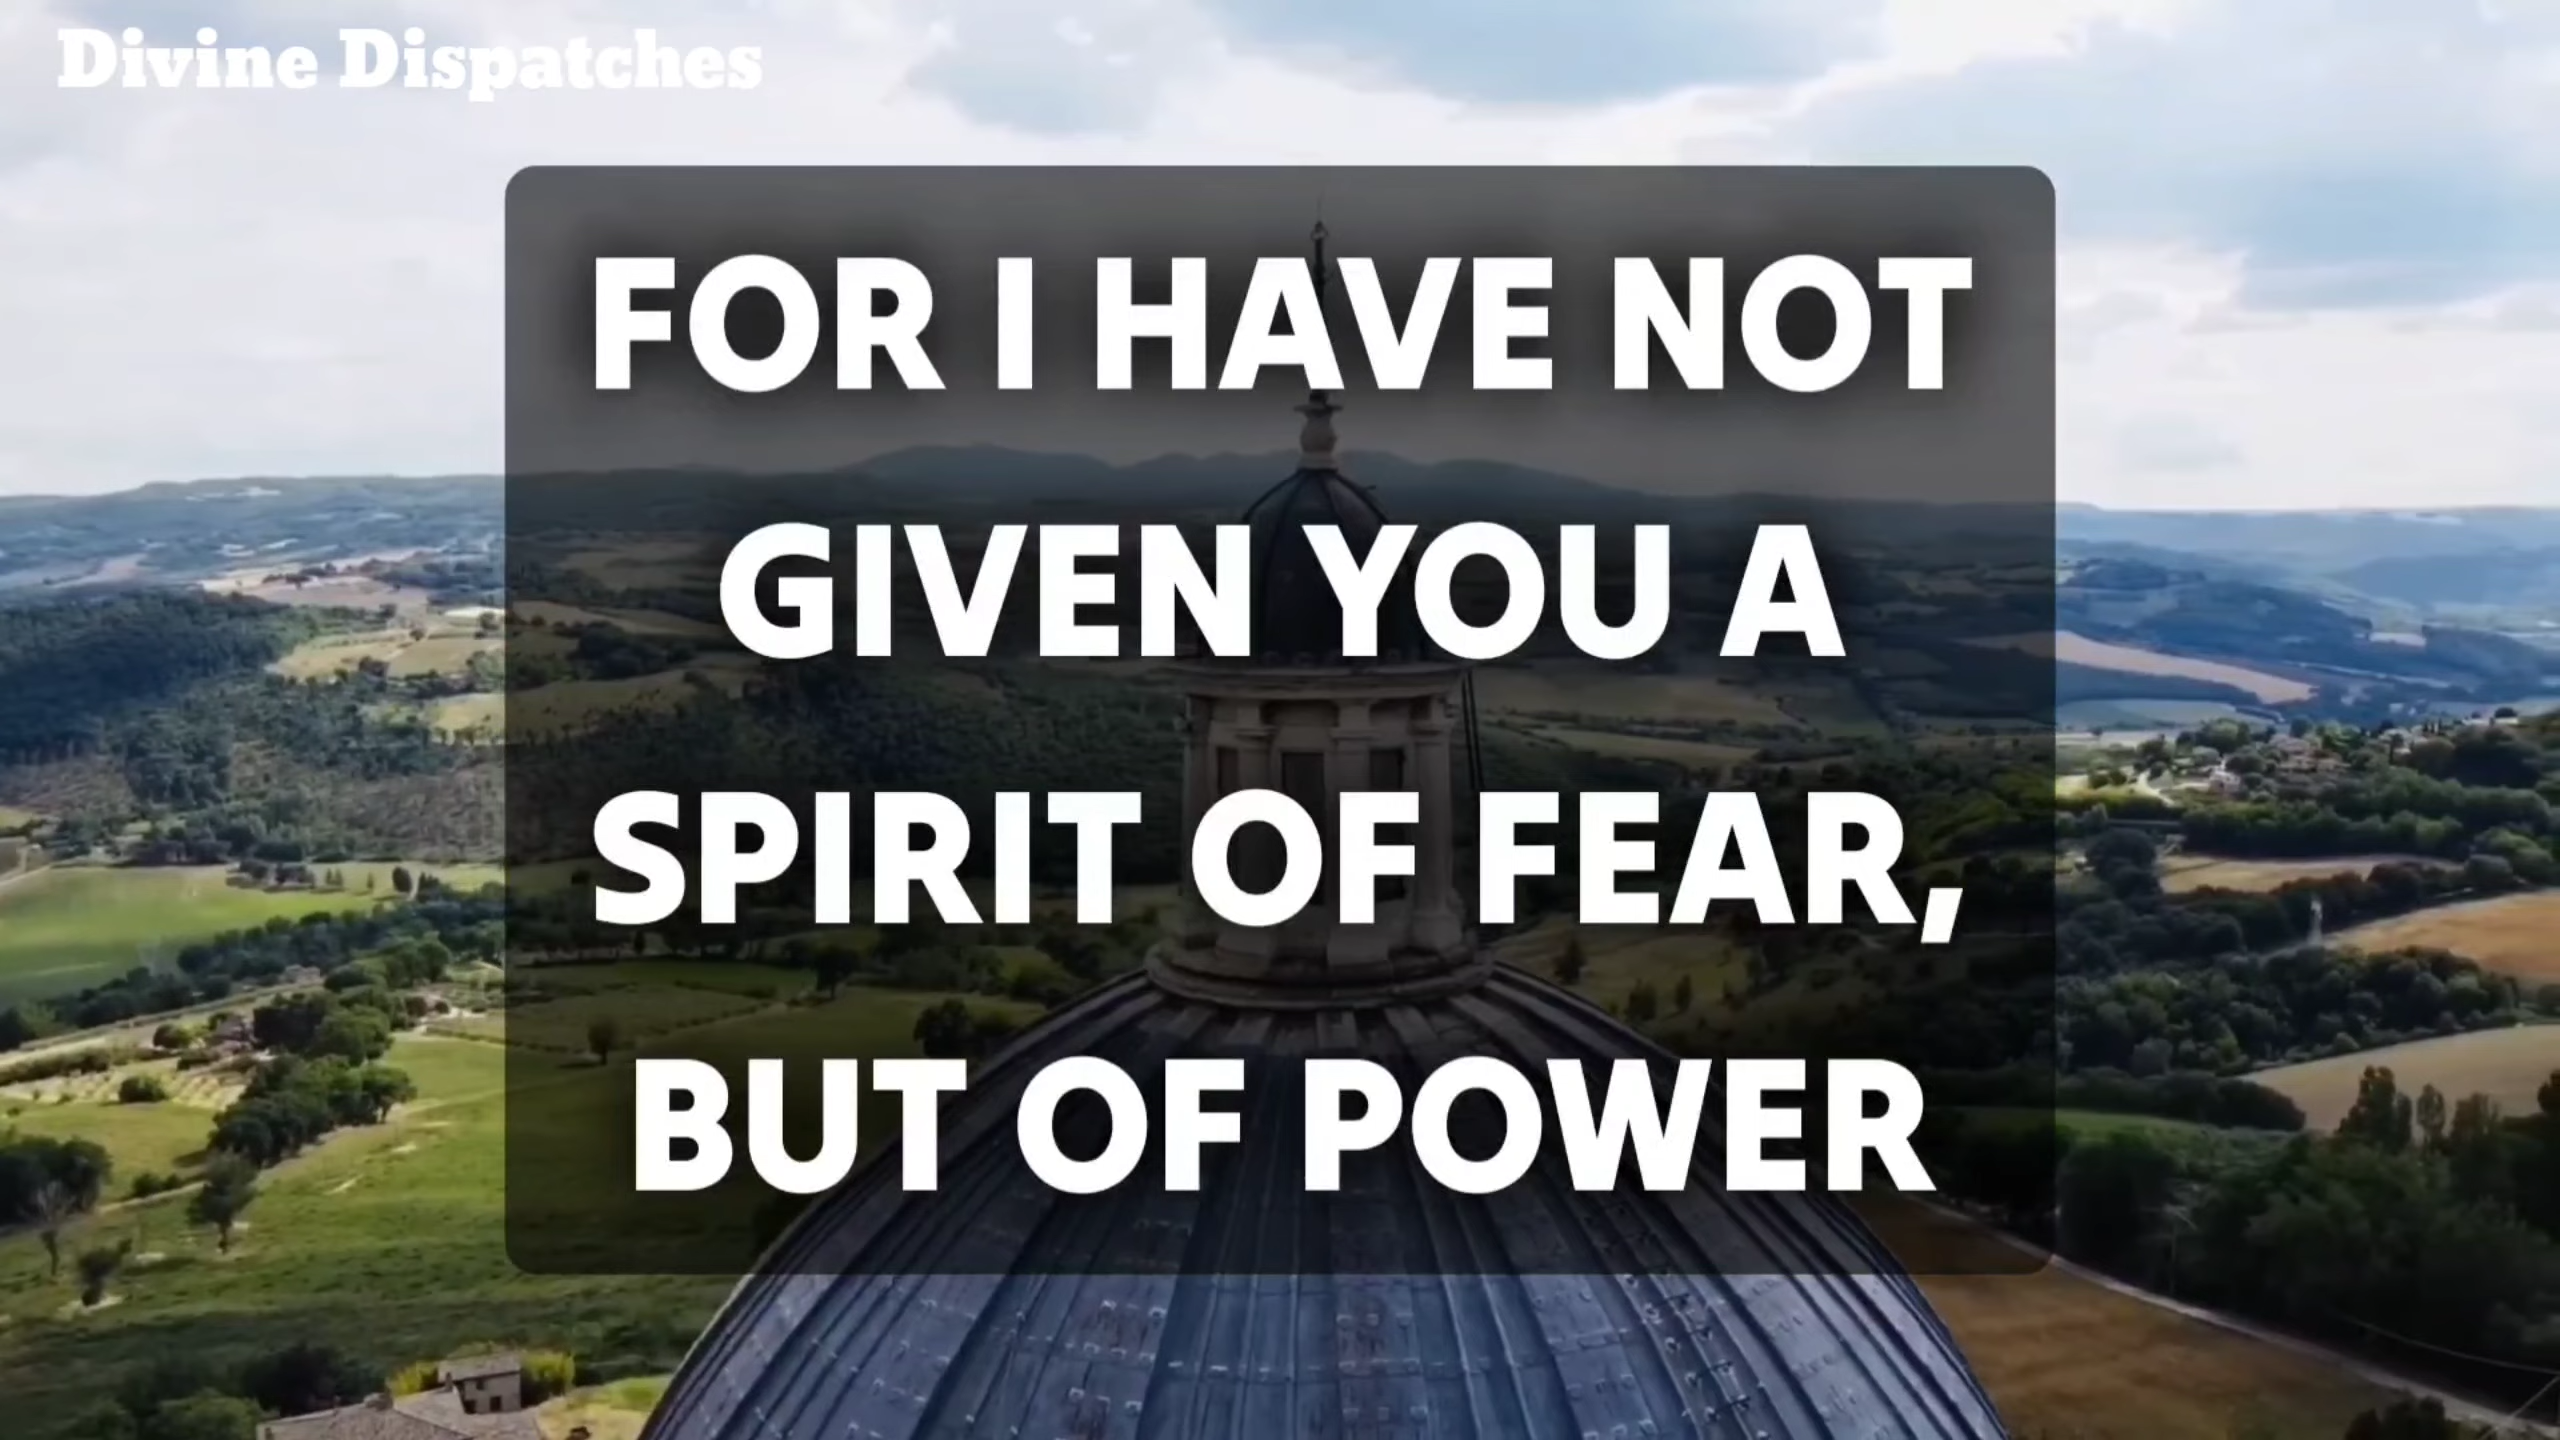 Divine Dispatches
FOR I HAVE NOT
GIVEN YOU A
SPIRIT OF FEAR,
BUT OF POWER